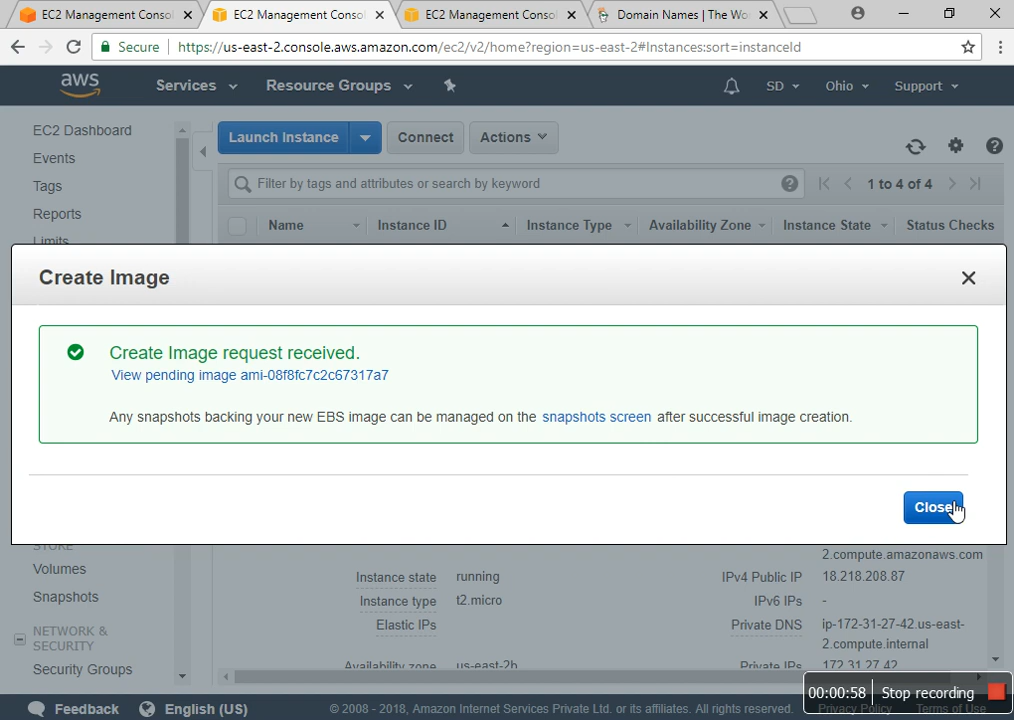 EC2 Management Consol
EC2 Management Consol
EC2 Management Consol
Domain Names | The Wo
Secure
https://us-east-2.console.aws.amazon.com/ec2/v2/home?region=us-east-2#Instances:sort=instanceId
aws
Services
Resource Groups
SD
Ohio
Support
EC2 Dashboard
Events
Tags
Reports
Limits
Launch Instance
Connect
Actions
Filter by tags and attributes or search by keyword
1 to 4 of 4
Name
Instance ID
Instance Type
Availability Zone
Instance State
Status Checks
Create Image
Create Image request received.
View pending image ami-08f8fc7c2c67317a7
Any snapshots backing your new EBS image can be managed on the snapshots screen after successful image creation.
Close
STORE
Volumes
Snapshots
NETWORK &
SECURITY
Security Groups
2.compute.amazonaws.com
Instance state running
IPv4 Public IP 18.218.208.87
Instance type t2.micro
IPv6 IPs -
Elastic IPs
Private DNS ip-172-31-27-42.us-east-
2.compute.internal
Availability zone us-east-2b
Private IPs 172.31.27.42
00:00:58
Stop recording
Feedback
English (US)
© 2008 - 2018, Amazon Internet Services Private Ltd. or its affiliates. All rights reserved.
Privacy Policy
Terms of Use